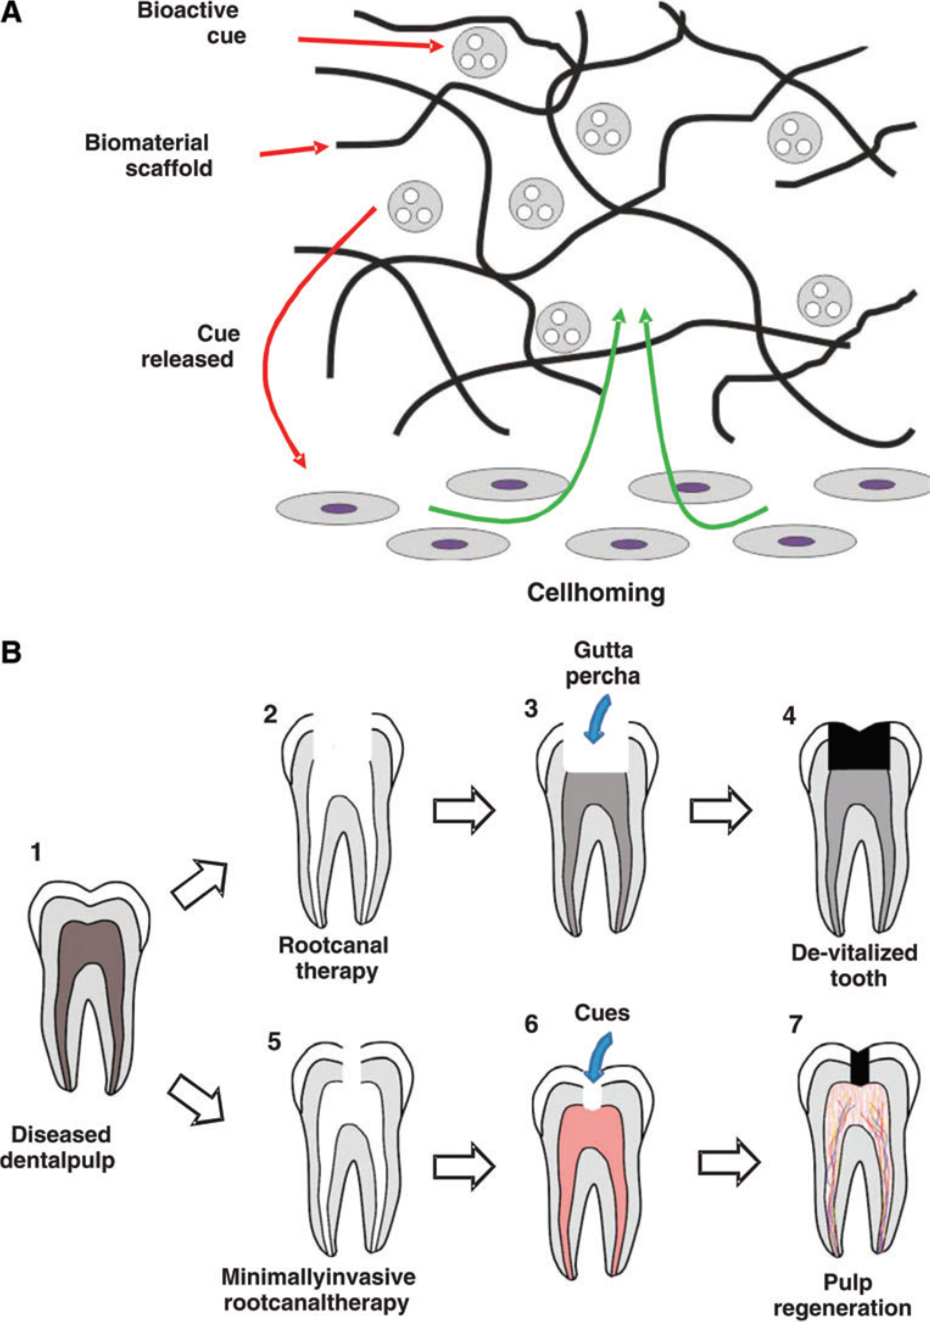 A
Bioactive
cue
Biomaterial
scaffold
Cue
released
Cellhoming
B
Gutta
percha
2
3
4
1
Rootcanal
therapy
De-vitalized
tooth
5
6
Cues
7
Diseased
dentalpulp
Minimallyinvasive
rootcanaltherapy
Pulp
regeneration